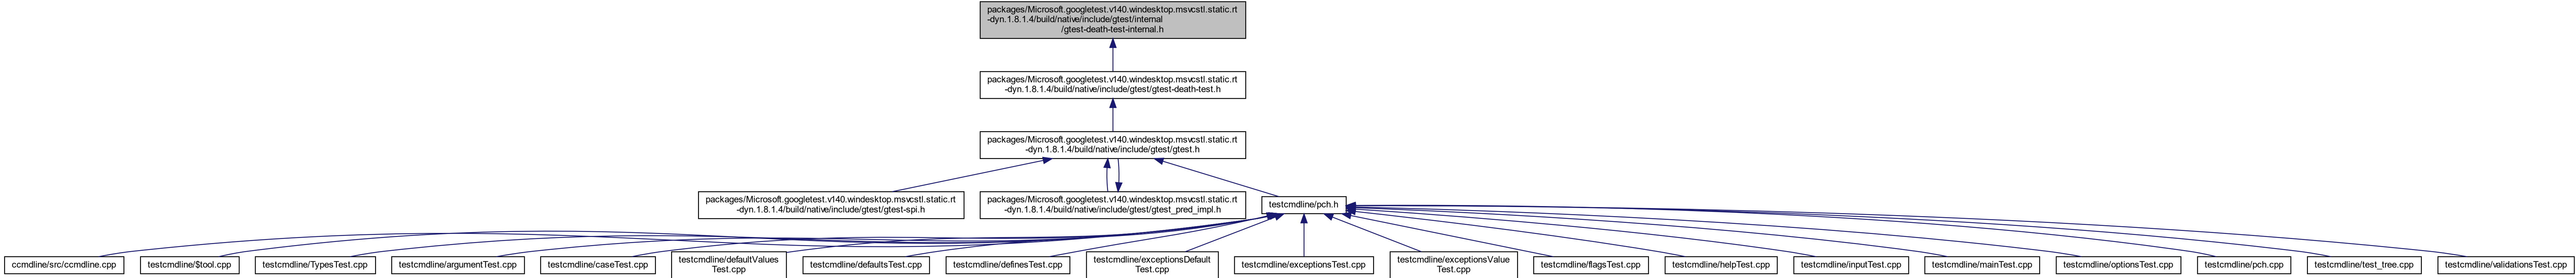 packages/Microsoft.googletest.v140.windesktop.msvcstl.static.rt
-dyn.1.8.1.4/build/native/include/gtest/internal
/gtest-death-test-internal.h
packages/Microsoft.googletest.v140.windesktop.msvcstl.static.rt
-dyn.1.8.1.4/build/native/include/gtest/gtest-death-test.h
packages/Microsoft.googletest.v140.windesktop.msvcstl.static.rt
-dyn.1.8.1.4/build/native/include/gtest/gtest.h
packages/Microsoft.googletest.v140.windesktop.msvcstl.static.rt
-dyn.1.8.1.4/build/native/include/gtest/gtest-spi.h
packages/Microsoft.googletest.v140.windesktop.msvcstl.static.rt
-dyn.1.8.1.4/build/native/include/gtest/gtest_pred_impl.h
testcmdline/pch.h
ccmdline/src/ccmdline.cpp
testcmdline/$tool.cpp
testcmdline/TypesTest.cpp
testcmdline/argumentTest.cpp
testcmdline/caseTest.cpp
testcmdline/defaultValues
Test.cpp
testcmdline/defaultsTest.cpp
testcmdline/definesTest.cpp
testcmdline/exceptionsDefault
Test.cpp
testcmdline/exceptionsTest.cpp
testcmdline/exceptionsValue
Test.cpp
testcmdline/flagsTest.cpp
testcmdline/helpTest.cpp
testcmdline/inputTest.cpp
testcmdline/mainTest.cpp
testcmdline/optionsTest.cpp
testcmdline/pch.cpp
testcmdline/test_tree.cpp
testcmdline/validationsTest.cpp